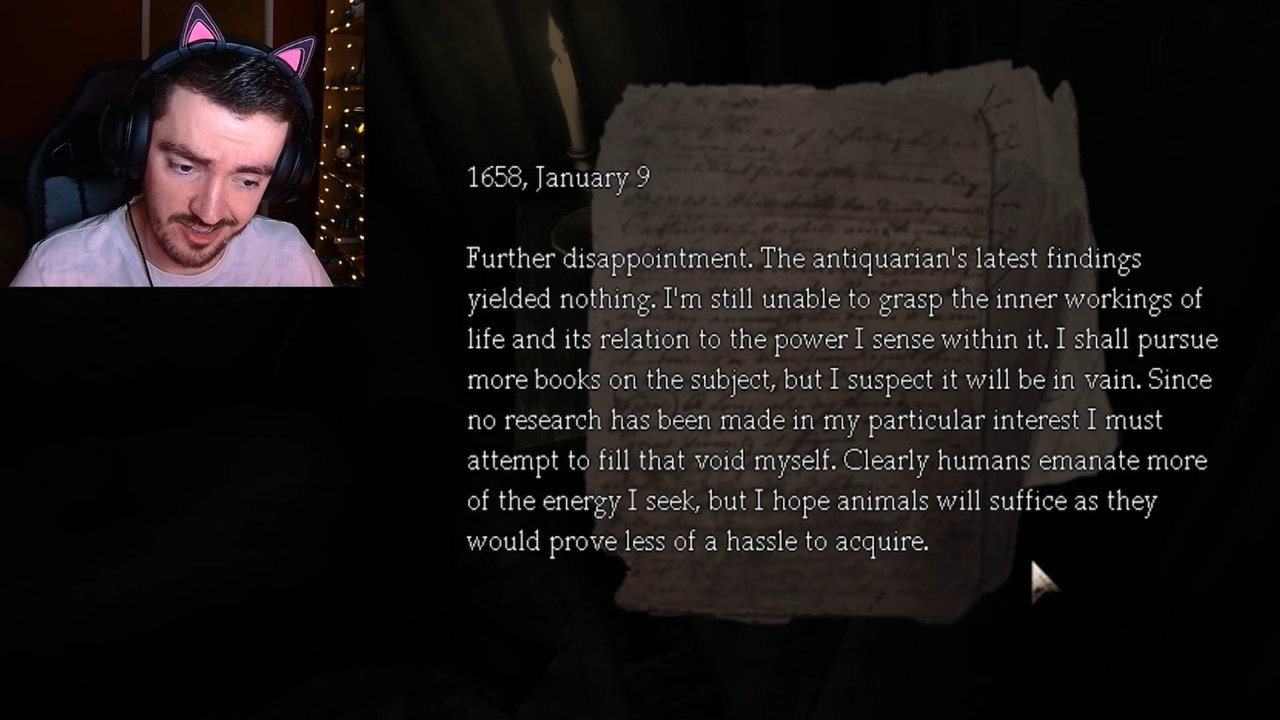 1658, January 9
Further disappointment. The antiquarian's latest findings
yielded nothing. I'm still unable to grasp the inner workings of
life and its relation to the power I sense within it. I shall pursue
more books on the subject, but I suspect it will be in vain. Since
no research has been made in my particular interest I must
attempt to fill that void myself. Clearly humans emanate more
of the energy I seek, but I hope animals will suffice as they
would prove less of a hassle to acquire.